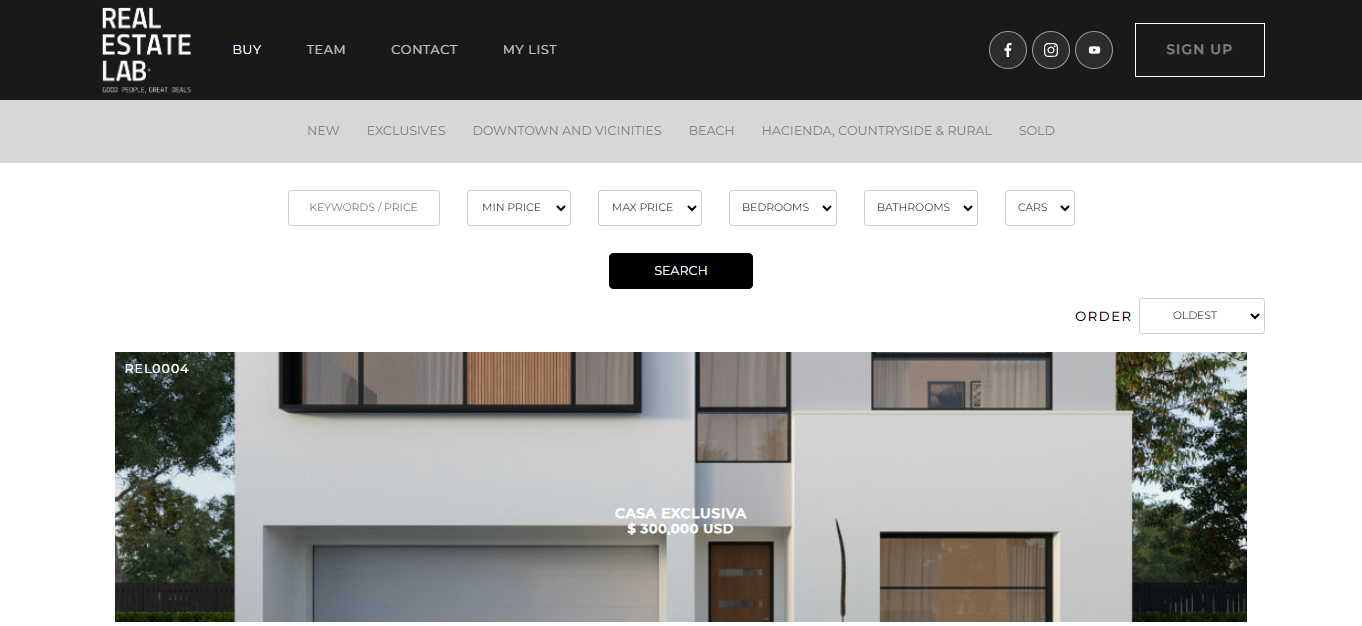 REAL
ESTATE
LAB
GOOD PEOPLE, GREAT DEALS
BUY TEAM CONTACT MY LIST
SIGN UP
NEW EXCLUSIVES DOWNTOWN AND VICINITIES BEACH HACIENDA, COUNTRYSIDE & RURAL SOLD
KEYWORDS / PRICE MIN PRICE MAX PRICE BEDROOMS BATHROOMS CARS
SEARCH
ORDER OLDEST
REL0004
CASA EXCLUSIVA
$ 300,000 USD